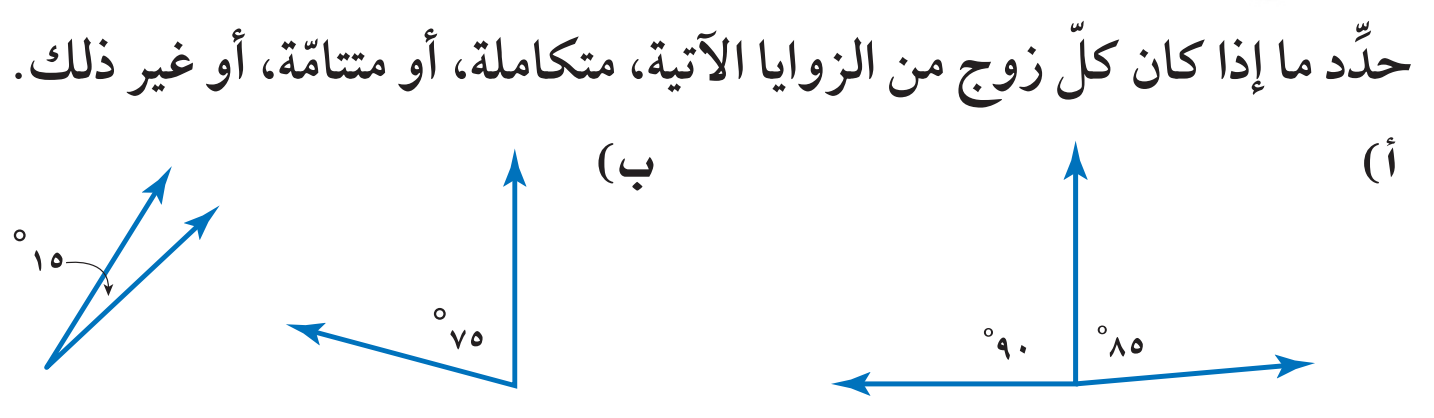 حدِّد ما إذا كان كلّ زوج من الزوايا الآتية، متكاملة، أو متتامّة، أو غير ذلك.
أ)
٨٥°
٩٠°
ب)
٧٥°
١٥°